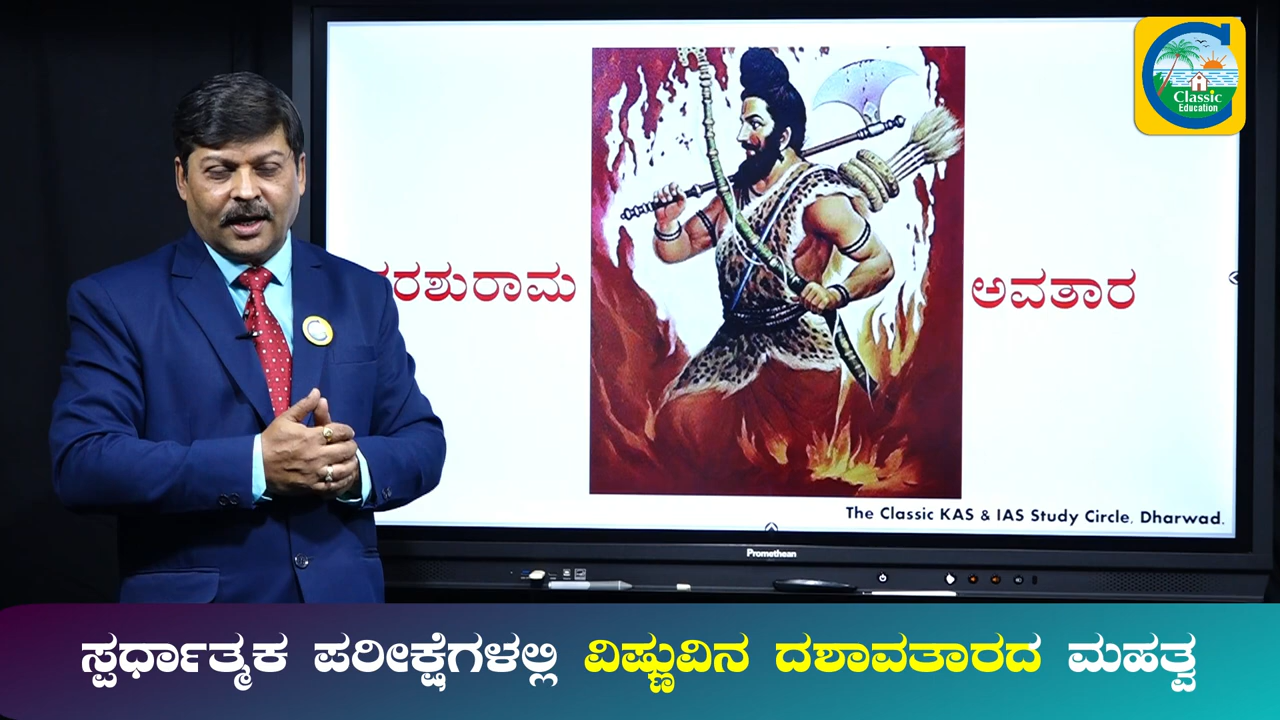 Classic
Education
ರಶುರಾಮ
ಅವತಾರ
The Classic KAS & IAS Study Circle, Dharwad.
Promethean
ಸ್ಪರ್ಧಾತ್ಮಕ ಪರೀಕ್ಷೆಗಳಲ್ಲಿ ವಿಷ್ಣುವಿನ ದಶಾವತಾರದ ಮಹತ್ವ